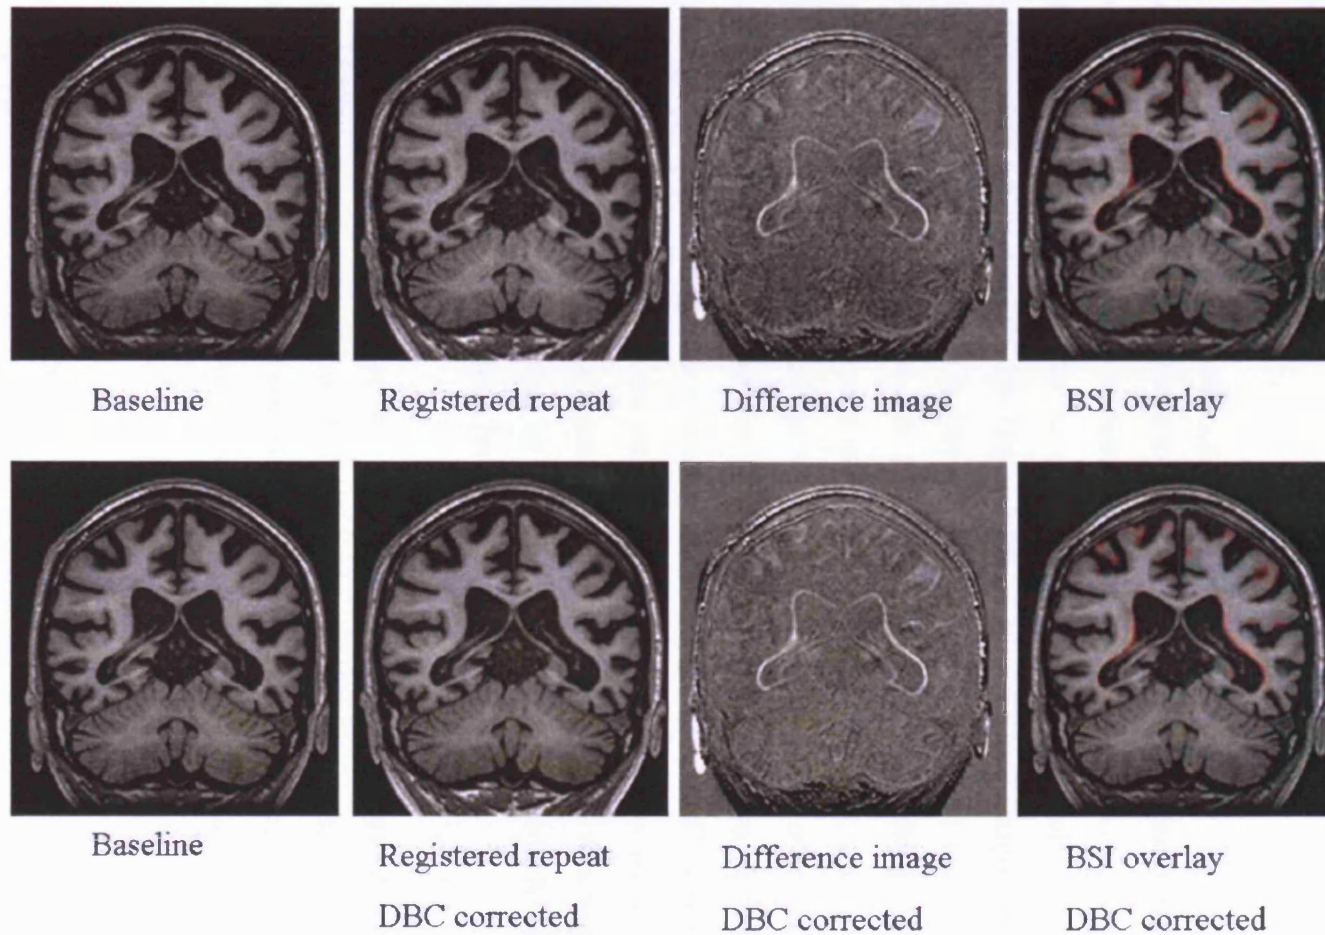 Baseline
Registered repeat
Difference image
BSI overlay
Baseline
Registered repeat
DBC corrected
Difference image
DBC corrected
BSI overlay
DBC corrected